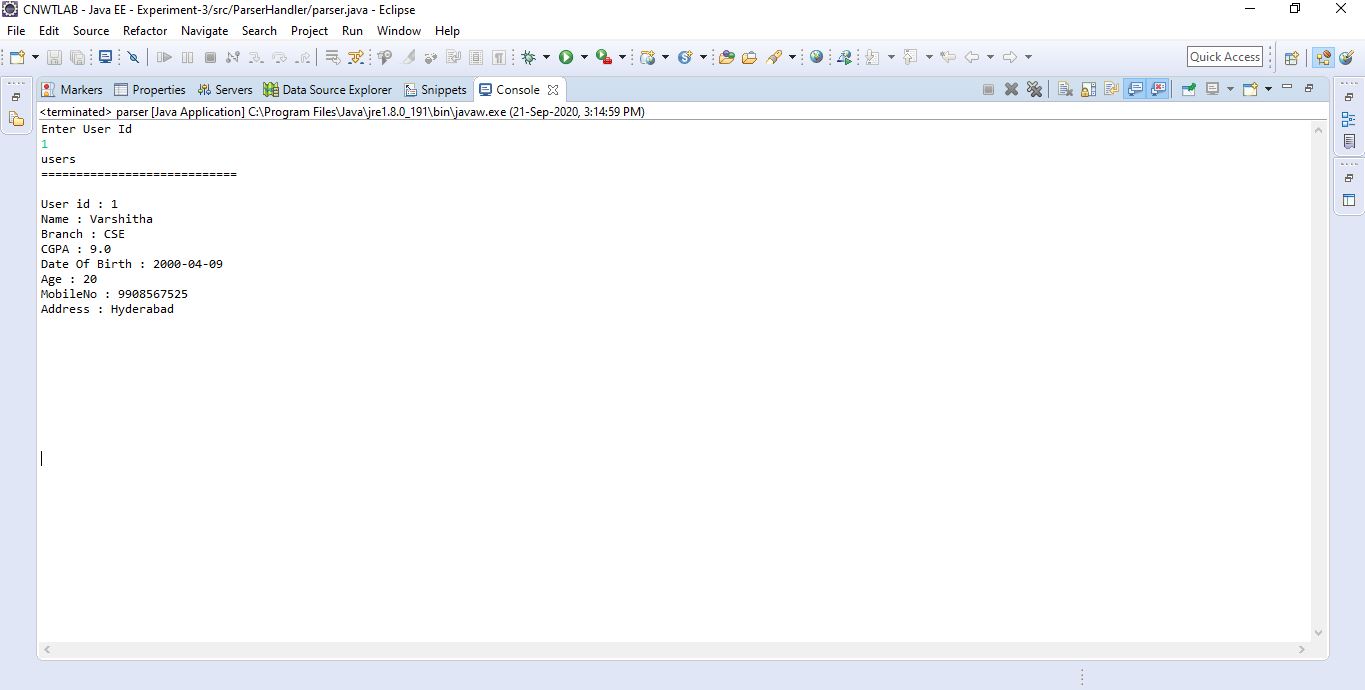 CNWTLAB - Java EE - Experiment-3/src/ParserHandler/parser.java - Eclipse
File Edit Source Refactor Navigate Search Project Run Window Help
Quick Access
Markers Properties Servers Data Source Explorer Snippets Console
<terminated> parser [Java Application] C:\Program Files\Java\jre1.8.0_191\bin\javaw.exe (21-Sep-2020, 3:14:59 PM)
Enter User Id
1
users
============================
User id : 1
Name : Varshitha
Branch : CSE
CGPA : 9.0
Date Of Birth : 2000-04-09
Age : 20
MobileNo : 9908567525
Address : Hyderabad